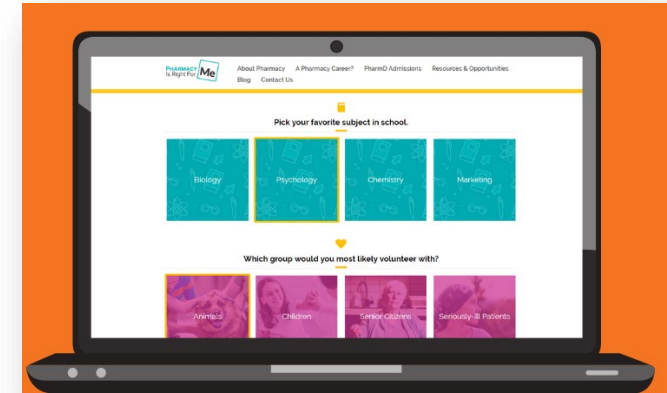 PHARMACY
Is Right For Me
About Pharmacy A Pharmacy Career? PharmD Admissions Resources & Opportunities
Blog Contact Us
Pick your favorite subject in school.
Biology Psychology Chemistry Marketing
Which group would you most likely volunteer with?
Animals Children Senior Citizens Seriously-Ill Patients